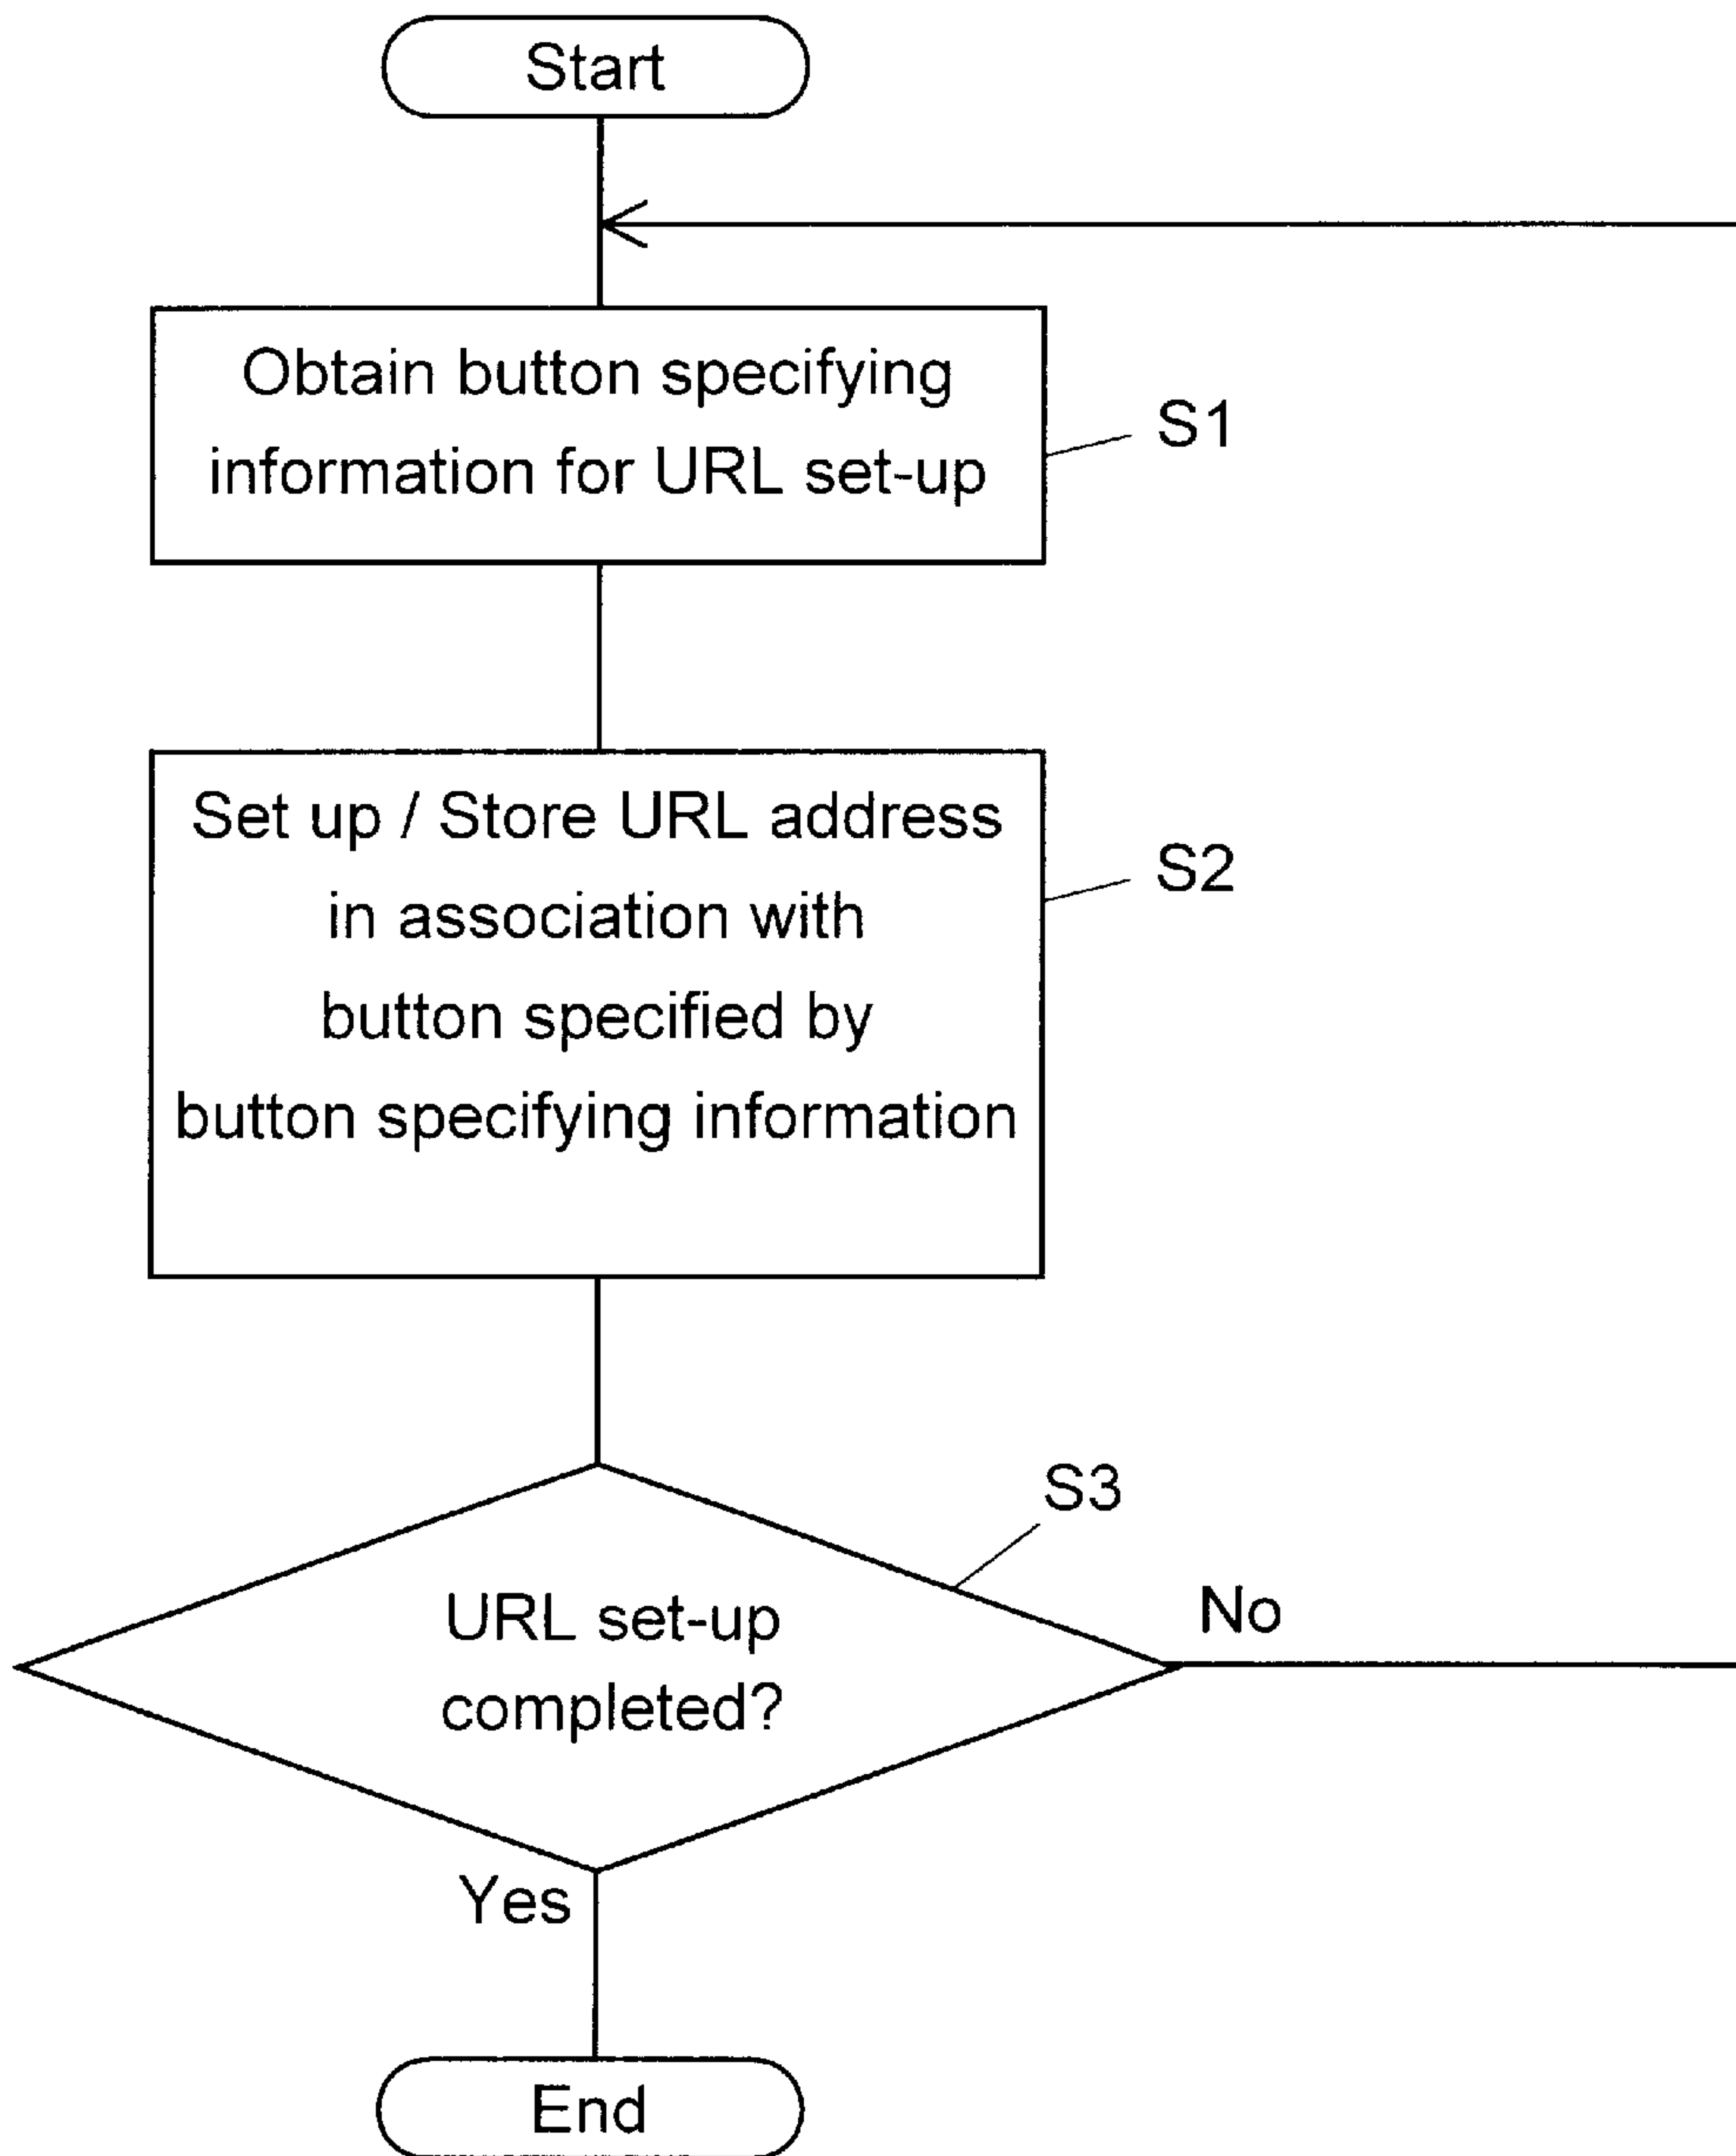 Start
Obtain button specifying
information for URL set-up
S1
Set up / Store URL address
in association with
button specified by
button specifying information
S2
S3
URL set-up
completed?
No
Yes
End